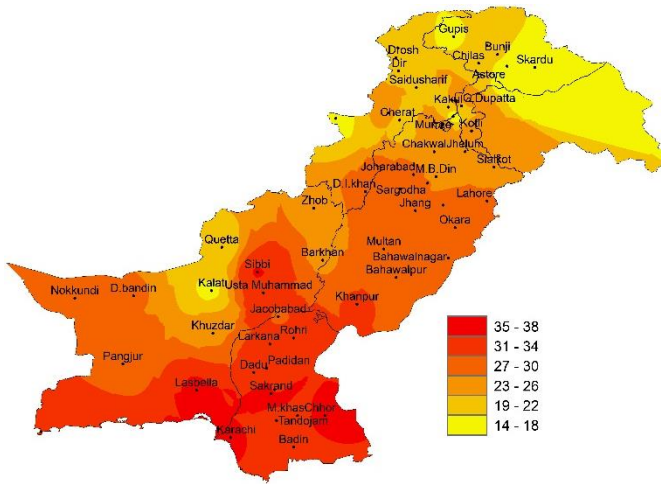 Gupis
Drosh
Bunji
Dir
Chilas
Skardu
Astore
Saidusharif
Kakul
G.Dupatta
Cherat
Kotli
Chakwal
Jhelum
Sialkot
Joharabad
M.B.Din
D.I.khan
Sargodha
Zhob
Jhang
Lahore
Okara
Quetta
Multan
Barkhan
Bahawalnagar
Sibbi
Bahawalpur
Kalat
Usta Muhammad
Nokkundi
D.bandin
Khanpur
Jacobabad
Khuzdar
Rohri
Larkana
Pangjur
Dadu
Padidan
Lasbella
Sakrand
M.khas
Chhor
Tandojam
Karachi
Badin
35 - 38
31 - 34
27 - 30
23 - 26
19 - 22
14 - 18